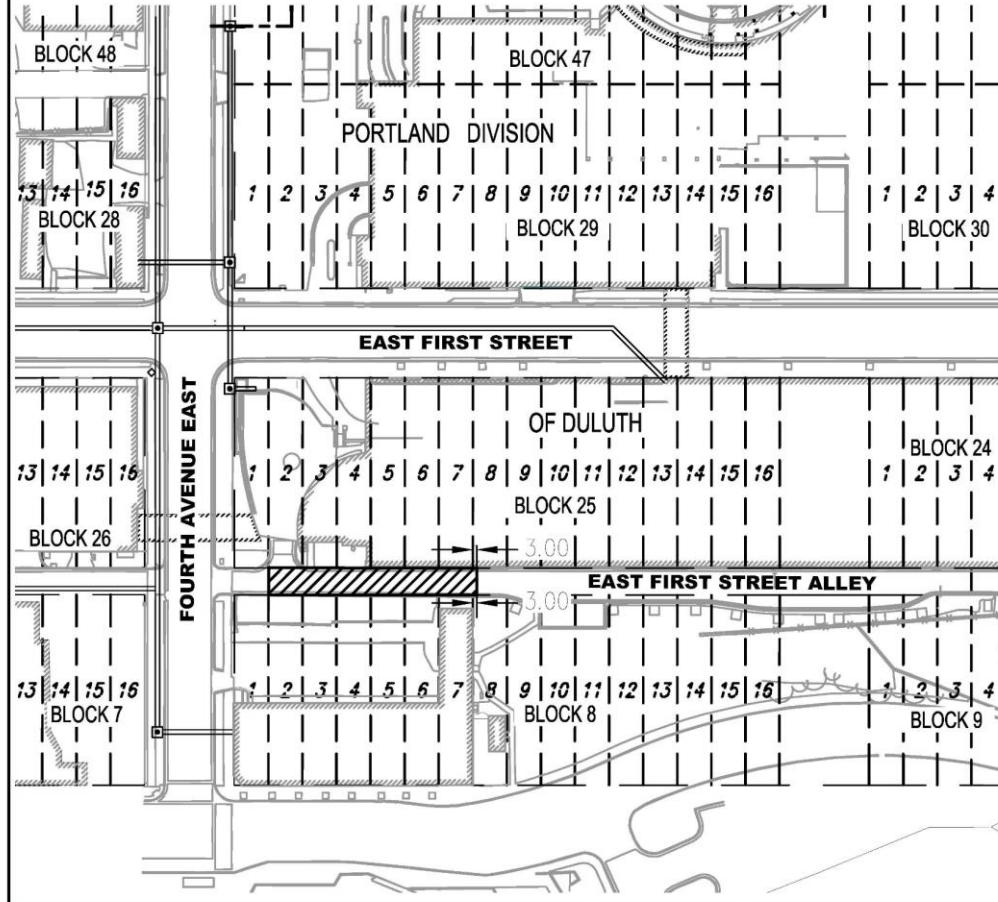 BLOCK 48
BLOCK 47
PORTLAND DIVISION
13 14 15 16
1 2 3 4 5 6 7 8 9 10 11 12 13 14 15 16
1 2 3 4
BLOCK 28
BLOCK 29
BLOCK 30
EAST FIRST STREET
FOURTH AVENUE EAST
OF DULUTH
BLOCK 24
13 14 15 16
1 2 3 4 5 6 7 8 9 10 11 12 13 14 15 16
1 2 3 4
BLOCK 25
BLOCK 26
3.00
EAST FIRST STREET ALLEY
3.00
13 14 15 16
1 2 3 4 5 6 7 8 9 10 11 12 13 14 15 16
1 2 3 4
BLOCK 7
BLOCK 8
BLOCK 9